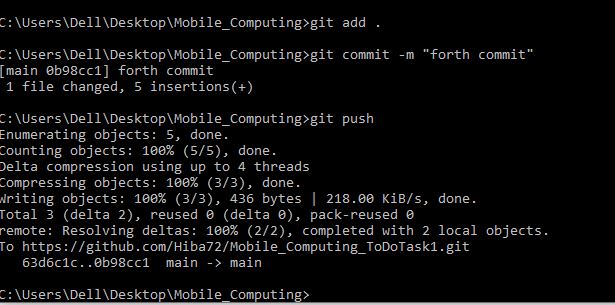 C:\Users\Dell\Desktop\Mobile_Computing>git add .
C:\Users\Dell\Desktop\Mobile_Computing>git commit -m "forth commit"
[main 0b98cc1] forth commit
1 file changed, 5 insertions(+)
C:\Users\Dell\Desktop\Mobile_Computing>git push
Enumerating objects: 5, done.
Counting objects: 100% (5/5), done.
Delta compression using up to 4 threads
Compressing objects: 100% (3/3), done.
Writing objects: 100% (3/3), 436 bytes | 218.00 KiB/s, done.
Total 3 (delta 2), reused 0 (delta 0), pack-reused 0
remote: Resolving deltas: 100% (2/2), completed with 2 local objects.
To https://github.com/Hiba72/Mobile_Computing_ToDoTask1.git
63d6c1c..0b98cc1  main -> main
C:\Users\Dell\Desktop\Mobile_Computing>